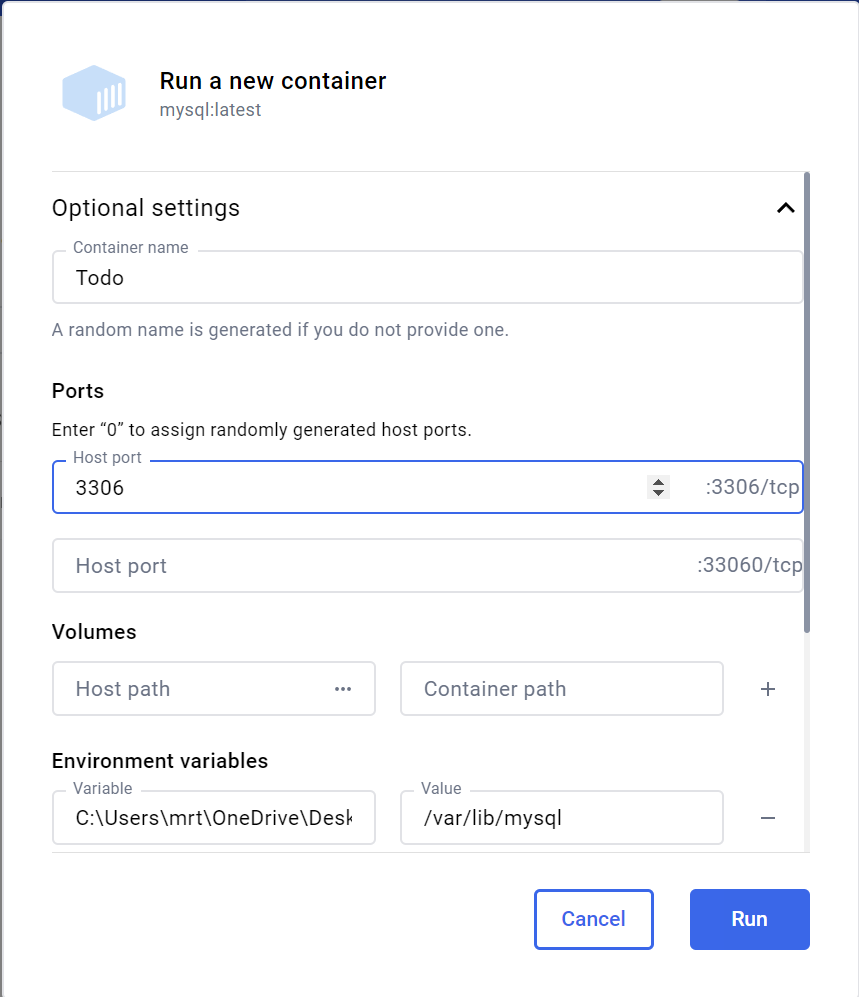 Run a new container
mysql:latest
Optional settings
Container name
Todo
A random name is generated if you do not provide one.
Ports
Enter “0” to assign randomly generated host ports.
Host port
3306 :3306/tcp
Host port :33060/tcp
Volumes
Host path ••• Container path +
Environment variables
Variable Value
C:\Users\mrt\OneDrive\Desk /var/lib/mysql −
Cancel Run